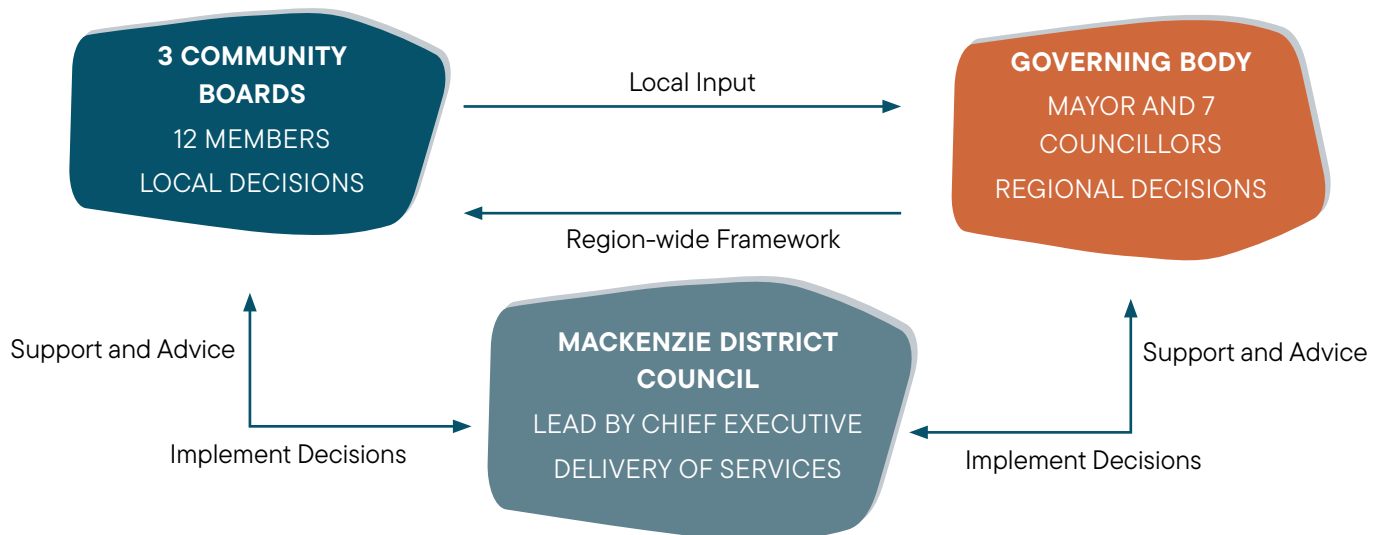 3 COMMUNITY
BOARDS
12 MEMBERS
LOCAL DECISIONS
Local Input
GOVERNING BODY
MAYOR AND 7
COUNCILLORS
REGIONAL DECISIONS
Region-wide Framework
Support and Advice
Implement Decisions
MACKENZIE DISTRICT
COUNCIL
LEAD BY CHIEF EXECUTIVE
DELIVERY OF SERVICES
Support and Advice
Implement Decisions